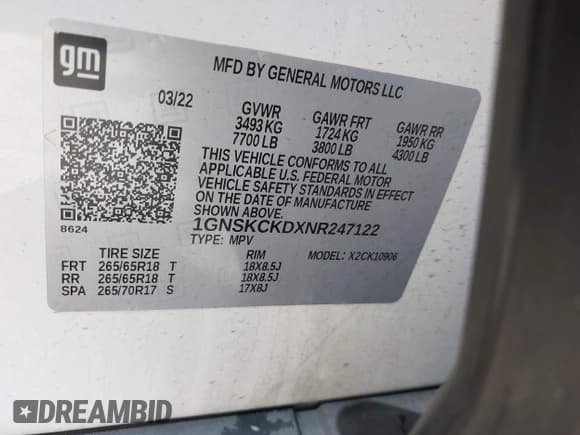 gm
MFD BY GENERAL MOTORS LLC
03/22 GVWR GAWR FRT GAWR RR
3493 KG 1724 KG 1950 KG
7700 LB 3800 LB 4300 LB
THIS VEHICLE CONFORMS TO ALL
APPLICABLE U.S. FEDERAL MOTOR
VEHICLE SAFETY STANDARDS IN EFFECT
ON THE DATE OF MANUFACTURE
SHOWN ABOVE.
8624 1GNSKCKDXNR247122
TYPE: MPV MODEL: X2CK10906
TIRE SIZE RIM
FRT 265/65R18 T 18X8.5J
RR 265/65R18 T 18X8.5J
SPA 265/70R17 S 17X8J
DREAMBID